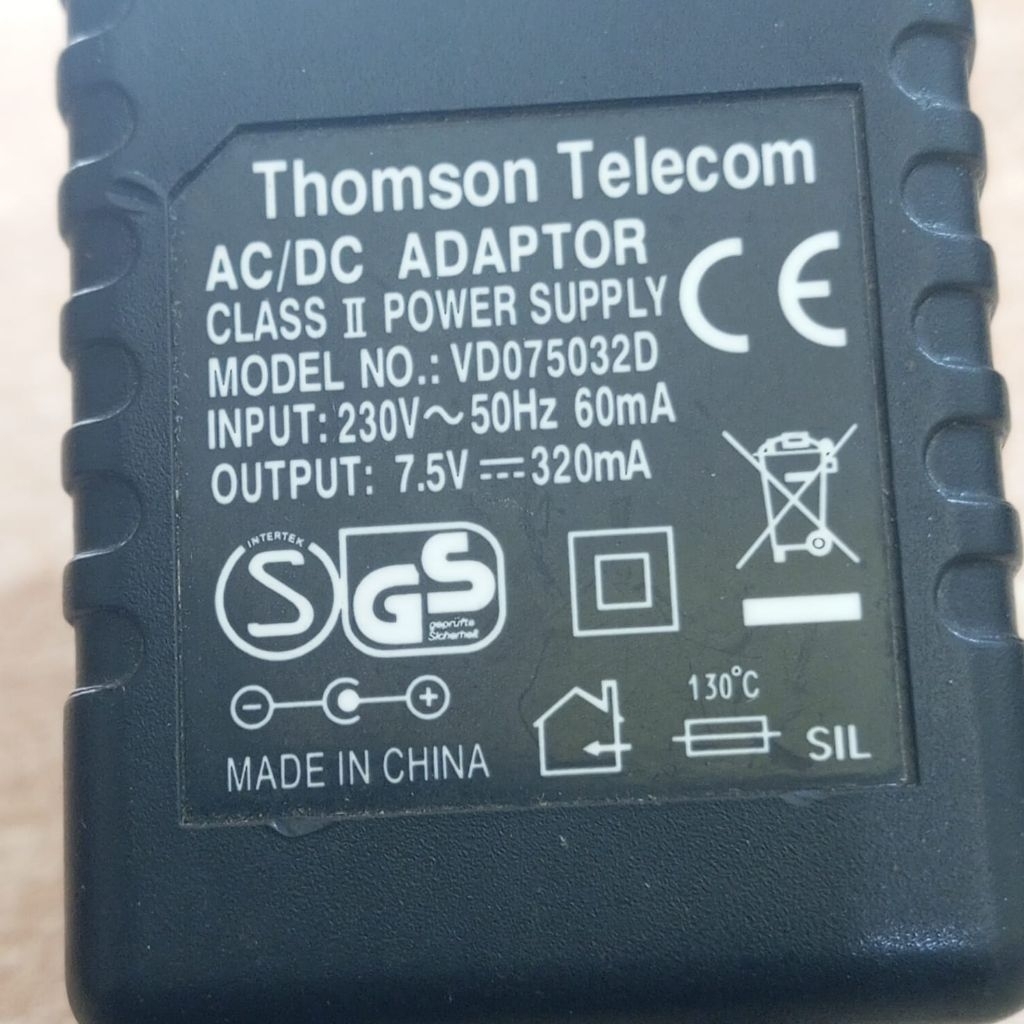 Thomson Telecom
AC/DC ADAPTOR
CLASS II POWER SUPPLY
CE
MODEL NO.: VD075032D
INPUT: 230V～50Hz 60mA
OUTPUT: 7.5V ⎓ 320mA
INTERTEK
S
GS
geprüfte
Sicherheit
- +
130°C
SIL
MADE IN CHINA